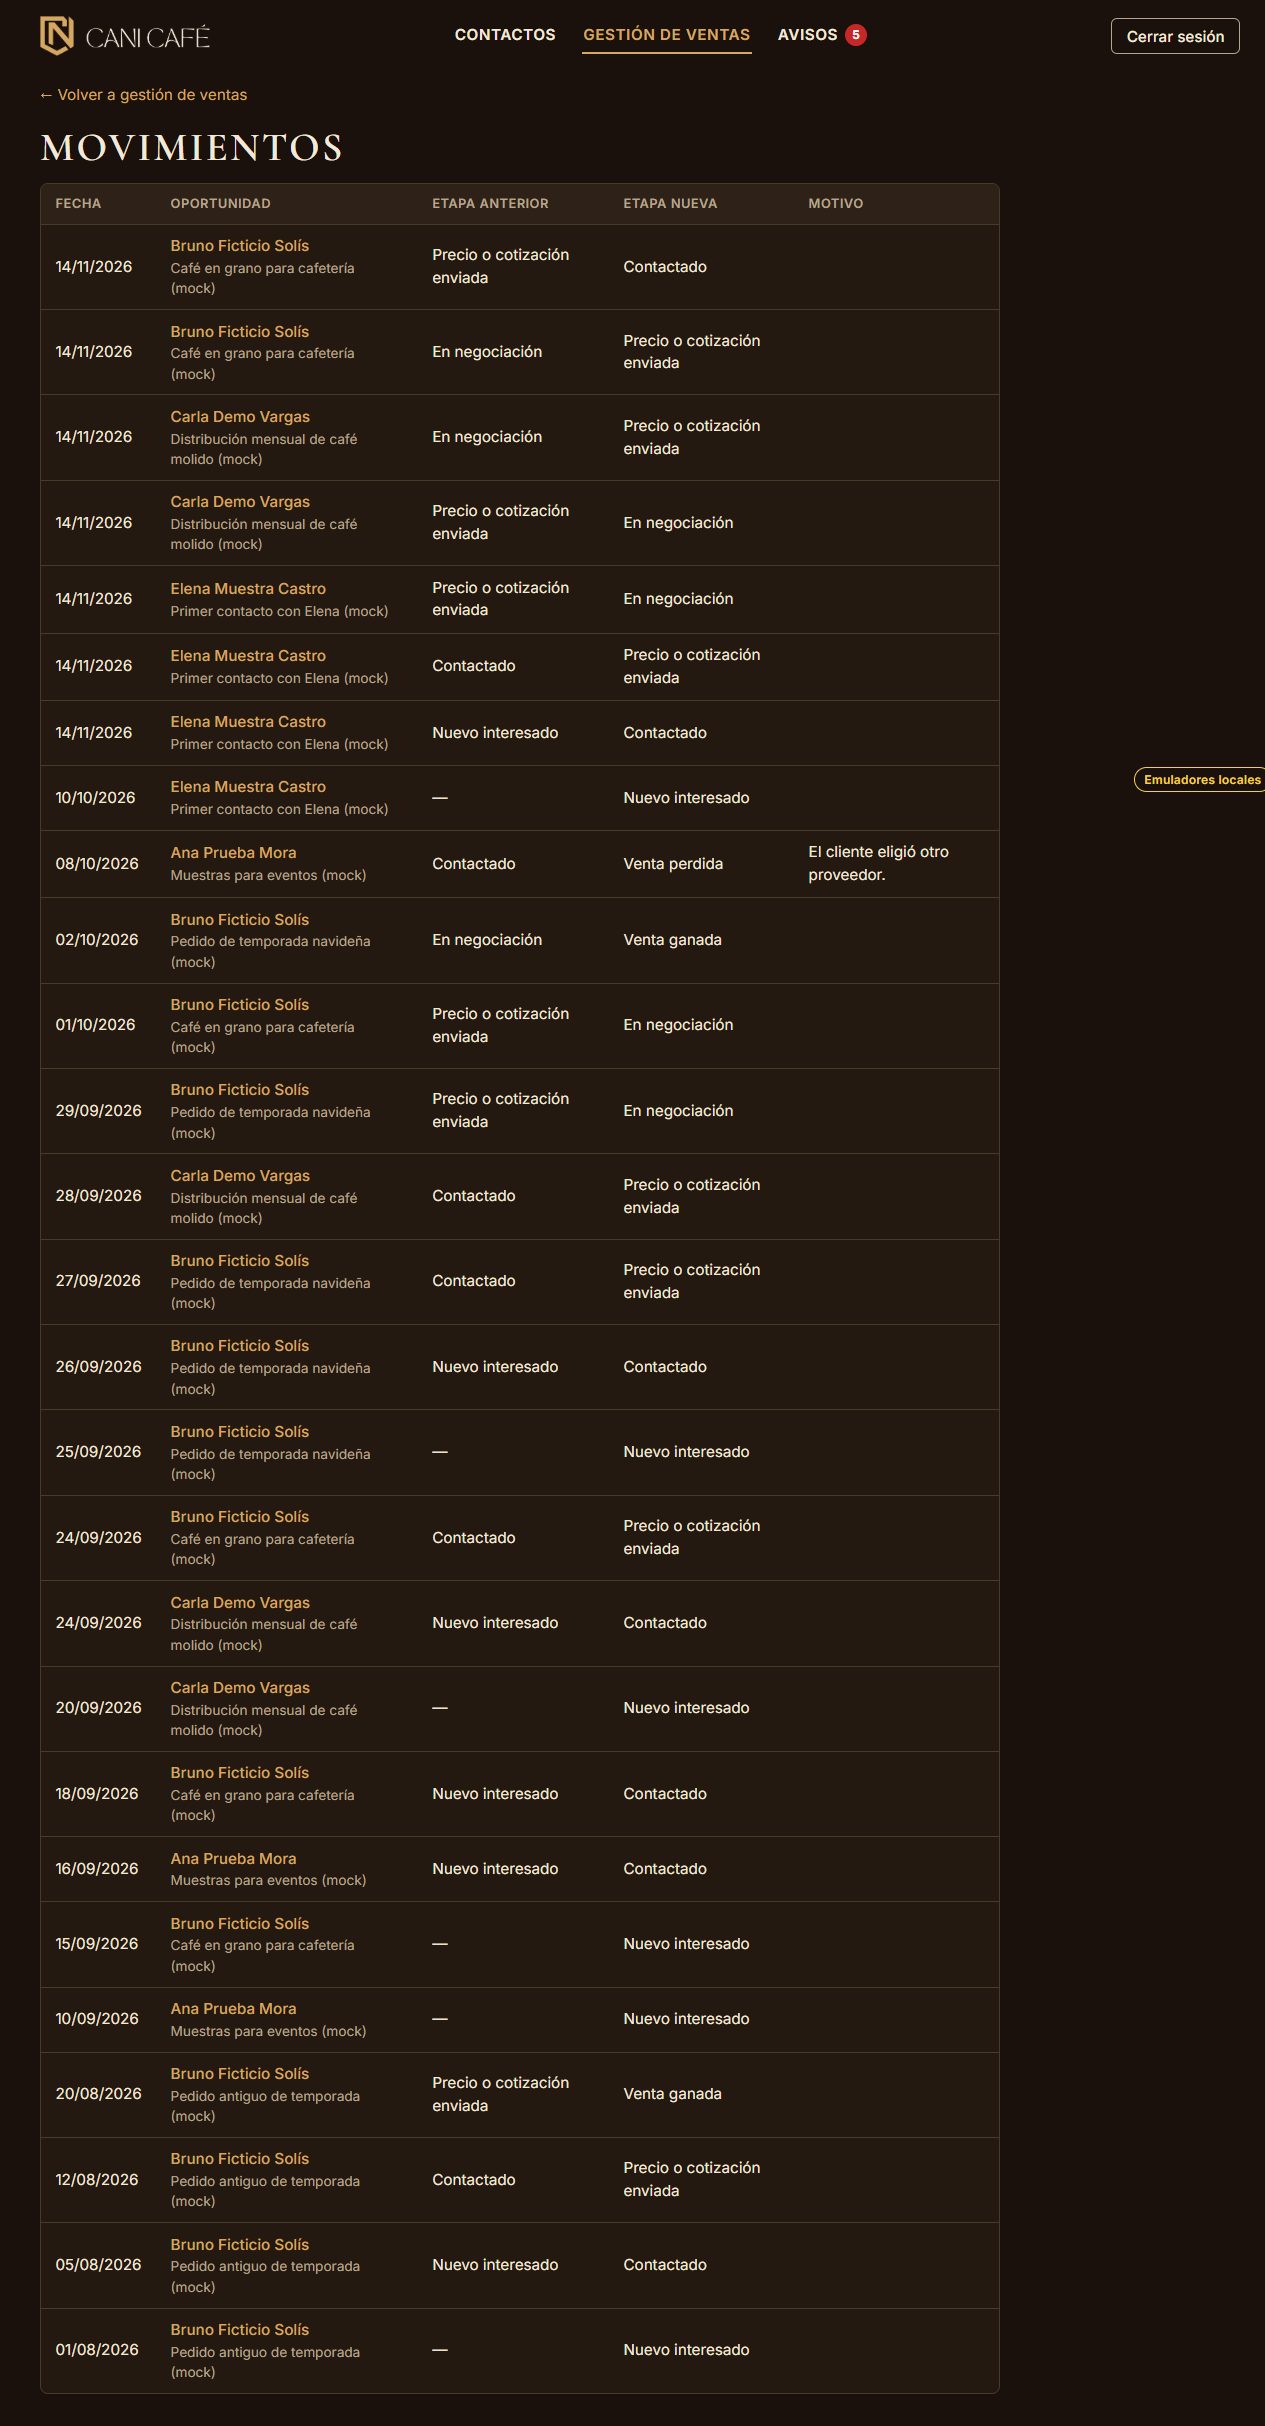 CANI CAFÉ
CONTACTOS
GESTIÓN DE VENTAS
AVISOS 5
Cerrar sesión
← Volver a gestión de ventas
MOVIMIENTOS
FECHA OPORTUNIDAD ETAPA ANTERIOR ETAPA NUEVA MOTIVO
14/11/2026
Bruno Ficticio Solís
Café en grano para cafetería
(mock)
Precio o cotización
enviada
Contactado
14/11/2026
Bruno Ficticio Solís
Café en grano para cafetería
(mock)
En negociación
Precio o cotización
enviada
14/11/2026
Carla Demo Vargas
Distribución mensual de café
molido (mock)
En negociación
Precio o cotización
enviada
14/11/2026
Carla Demo Vargas
Distribución mensual de café
molido (mock)
Precio o cotización
enviada
En negociación
14/11/2026
Elena Muestra Castro
Primer contacto con Elena (mock)
Precio o cotización
enviada
En negociación
14/11/2026
Elena Muestra Castro
Primer contacto con Elena (mock)
Contactado
Precio o cotización
enviada
14/11/2026
Elena Muestra Castro
Primer contacto con Elena (mock)
Nuevo interesado
Contactado
Emuladores locales
10/10/2026
Elena Muestra Castro
Primer contacto con Elena (mock)
—
Nuevo interesado
08/10/2026
Ana Prueba Mora
Muestras para eventos (mock)
Contactado
Venta perdida
El cliente eligió otro
proveedor.
02/10/2026
Bruno Ficticio Solís
Pedido de temporada navideña
(mock)
En negociación
Venta ganada
01/10/2026
Bruno Ficticio Solís
Café en grano para cafetería
(mock)
Precio o cotización
enviada
En negociación
29/09/2026
Bruno Ficticio Solís
Pedido de temporada navideña
(mock)
Precio o cotización
enviada
En negociación
28/09/2026
Carla Demo Vargas
Distribución mensual de café
molido (mock)
Contactado
Precio o cotización
enviada
27/09/2026
Bruno Ficticio Solís
Pedido de temporada navideña
(mock)
Contactado
Precio o cotización
enviada
26/09/2026
Bruno Ficticio Solís
Pedido de temporada navideña
(mock)
Nuevo interesado
Contactado
25/09/2026
Bruno Ficticio Solís
Pedido de temporada navideña
(mock)
—
Nuevo interesado
24/09/2026
Bruno Ficticio Solís
Café en grano para cafetería
(mock)
Contactado
Precio o cotización
enviada
24/09/2026
Carla Demo Vargas
Distribución mensual de café
molido (mock)
Nuevo interesado
Contactado
20/09/2026
Carla Demo Vargas
Distribución mensual de café
molido (mock)
—
Nuevo interesado
18/09/2026
Bruno Ficticio Solís
Café en grano para cafetería
(mock)
Nuevo interesado
Contactado
16/09/2026
Ana Prueba Mora
Muestras para eventos (mock)
Nuevo interesado
Contactado
15/09/2026
Bruno Ficticio Solís
Café en grano para cafetería
(mock)
—
Nuevo interesado
10/09/2026
Ana Prueba Mora
Muestras para eventos (mock)
—
Nuevo interesado
20/08/2026
Bruno Ficticio Solís
Pedido antiguo de temporada
(mock)
Precio o cotización
enviada
Venta ganada
12/08/2026
Bruno Ficticio Solís
Pedido antiguo de temporada
(mock)
Contactado
Precio o cotización
enviada
05/08/2026
Bruno Ficticio Solís
Pedido antiguo de temporada
(mock)
Nuevo interesado
Contactado
01/08/2026
Bruno Ficticio Solís
Pedido antiguo de temporada
(mock)
—
Nuevo interesado